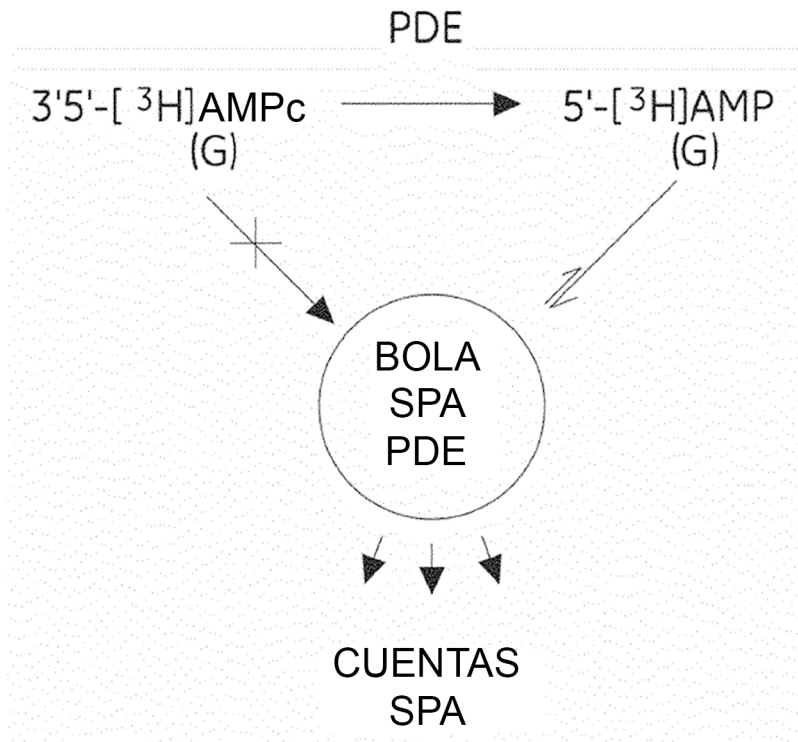 PDE
3'5'-[ ³H]AMPc 5'-[³H]AMP
(G) (G)
BOLA
SPA
PDE
CUENTAS
SPA